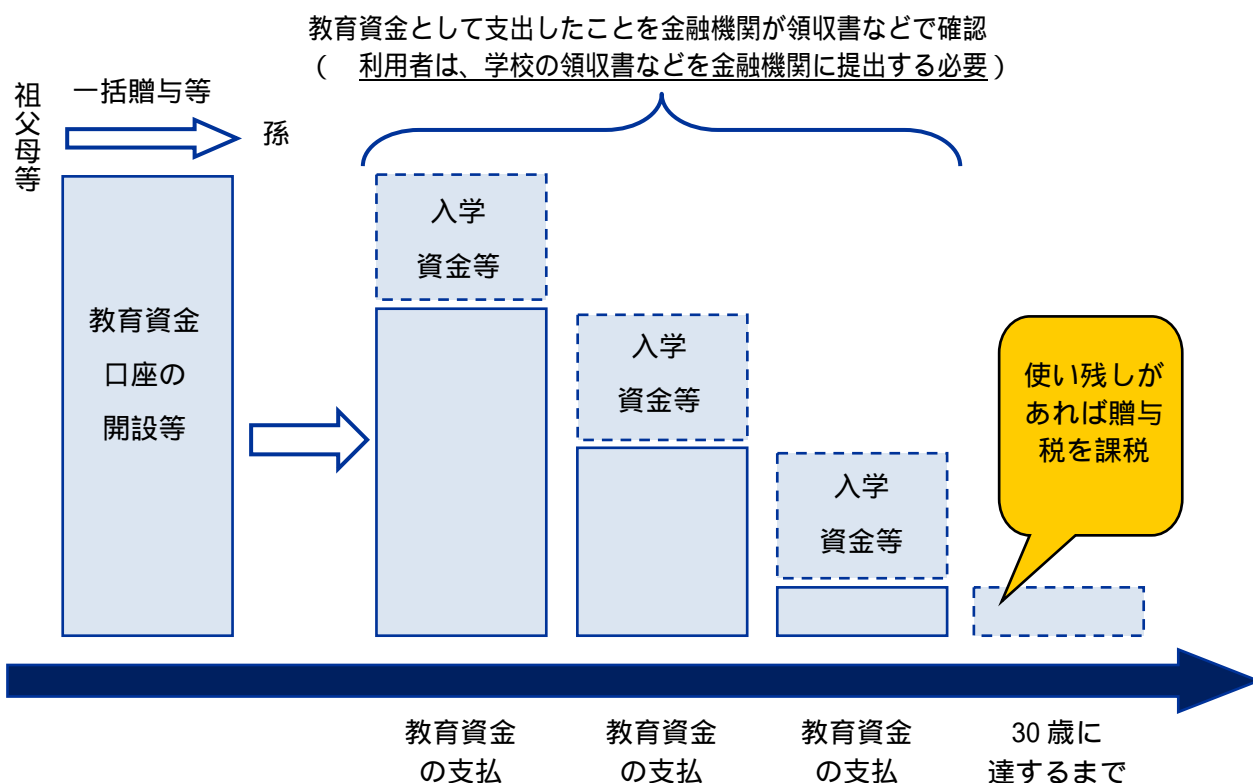 教育資金として支出したことを金融機関が領収書などで確認
（　利用者は、学校の領収書などを金融機関に提出する必要）
祖父母等
一括贈与等
孫
教育資金
口座の
開設等
入学
資金等
入学
資金等
入学
資金等
使い残しが
あれば贈与
税を課税
教育資金
の支払
教育資金
の支払
教育資金
の支払
30歳に
達するまで